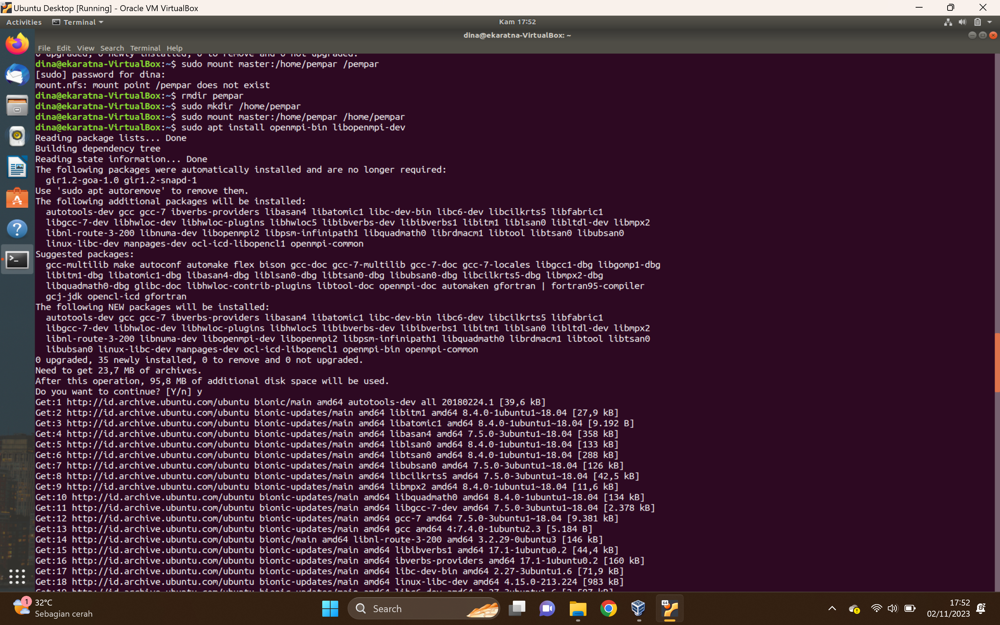 Ubuntu Desktop [Running] - Oracle VM VirtualBox
Activities Terminal Kam 17:52
dina@ekaratna-VirtualBox: ~
File Edit View Search Terminal Help
0 upgraded, 0 newly installed, 0 to remove and 0 not upgraded.
dina@ekaratna-VirtualBox:~$ sudo mount master:/home/pempar /pempar
[sudo] password for dina:
mount.nfs: mount point /pempar does not exist
dina@ekaratna-VirtualBox:~$ rmdir pempar
dina@ekaratna-VirtualBox:~$ sudo mkdir /home/pempar
dina@ekaratna-VirtualBox:~$ sudo mount master:/home/pempar /home/pempar
dina@ekaratna-VirtualBox:~$ sudo apt install openmpi-bin libopenmpi-dev
Reading package lists... Done
Building dependency tree
Reading state information... Done
The following packages were automatically installed and are no longer required:
gir1.2-goa-1.0 gir1.2-snapd-1
Use 'sudo apt autoremove' to remove them.
The following additional packages will be installed:
autotools-dev gcc gcc-7 ibverbs-providers libasan4 libatomic1 libc-dev-bin libc6-dev libcilkrts5 libfabric1
libgcc-7-dev libhwloc-dev libhwloc-plugins libhwloc5 libibverbs-dev libibverbs1 libitm1 liblsan0 libltdl-dev libmpx2
libnl-route-3-200 libnuma-dev libopenmpi2 libpsm-infinipath1 libquadmath0 librdmacm1 libtool libtsan0 libubsan0
linux-libc-dev manpages-dev ocl-icd-libopencl1 openmpi-common
Suggested packages:
gcc-multilib make autoconf automake flex bison gcc-doc gcc-7-multilib gcc-7-doc gcc-7-locales libgcc1-dbg libgomp1-dbg
libitm1-dbg libatomic1-dbg libasan4-dbg liblsan0-dbg libtsan0-dbg libubsan0-dbg libcilkrts5-dbg libmpx2-dbg
libquadmath0-dbg glibc-doc libhwloc-contrib-plugins libtool-doc openmpi-doc automaken gfortran | fortran95-compiler
gcj-jdk opencl-icd gfortran
The following NEW packages will be installed:
autotools-dev gcc gcc-7 ibverbs-providers libasan4 libatomic1 libc-dev-bin libc6-dev libcilkrts5 libfabric1
libgcc-7-dev libhwloc-dev libhwloc-plugins libhwloc5 libibverbs-dev libibverbs1 libitm1 liblsan0 libltdl-dev libmpx2
libnl-route-3-200 libnuma-dev libopenmpi-dev libopenmpi2 libpsm-infinipath1 libquadmath0 librdmacm1 libtool libtsan0
libubsan0 linux-libc-dev manpages-dev ocl-icd-libopencl1 openmpi-bin openmpi-common
0 upgraded, 35 newly installed, 0 to remove and 0 not upgraded.
Need to get 23,7 MB of archives.
After this operation, 95,8 MB of additional disk space will be used.
Do you want to continue? [Y/n] y
Get:1 http://id.archive.ubuntu.com/ubuntu bionic/main amd64 autotools-dev all 20180224.1 [39,6 kB]
Get:2 http://id.archive.ubuntu.com/ubuntu bionic-updates/main amd64 libitm1 amd64 8.4.0-1ubuntu1~18.04 [27,9 kB]
Get:3 http://id.archive.ubuntu.com/ubuntu bionic-updates/main amd64 libatomic1 amd64 8.4.0-1ubuntu1~18.04 [9.192 B]
Get:4 http://id.archive.ubuntu.com/ubuntu bionic-updates/main amd64 libasan4 amd64 7.5.0-3ubuntu1~18.04 [358 kB]
Get:5 http://id.archive.ubuntu.com/ubuntu bionic-updates/main amd64 liblsan0 amd64 8.4.0-1ubuntu1~18.04 [133 kB]
Get:6 http://id.archive.ubuntu.com/ubuntu bionic-updates/main amd64 libtsan0 amd64 8.4.0-1ubuntu1~18.04 [288 kB]
Get:7 http://id.archive.ubuntu.com/ubuntu bionic-updates/main amd64 libubsan0 amd64 7.5.0-3ubuntu1~18.04 [126 kB]
Get:8 http://id.archive.ubuntu.com/ubuntu bionic-updates/main amd64 libcilkrts5 amd64 7.5.0-3ubuntu1~18.04 [42,5 kB]
Get:9 http://id.archive.ubuntu.com/ubuntu bionic-updates/main amd64 libmpx2 amd64 8.4.0-1ubuntu1~18.04 [11,6 kB]
Get:10 http://id.archive.ubuntu.com/ubuntu bionic-updates/main amd64 libquadmath0 amd64 8.4.0-1ubuntu1~18.04 [134 kB]
Get:11 http://id.archive.ubuntu.com/ubuntu bionic-updates/main amd64 libgcc-7-dev amd64 7.5.0-3ubuntu1~18.04 [2.378 kB]
Get:12 http://id.archive.ubuntu.com/ubuntu bionic-updates/main amd64 gcc-7 amd64 7.5.0-3ubuntu1~18.04 [9.381 kB]
Get:13 http://id.archive.ubuntu.com/ubuntu bionic-updates/main amd64 gcc amd64 4:7.4.0-1ubuntu2.3 [5.184 B]
Get:14 http://id.archive.ubuntu.com/ubuntu bionic/main amd64 libnl-route-3-200 amd64 3.2.29-0ubuntu3 [146 kB]
Get:15 http://id.archive.ubuntu.com/ubuntu bionic-updates/main amd64 libibverbs1 amd64 17.1-1ubuntu0.2 [44,4 kB]
Get:16 http://id.archive.ubuntu.com/ubuntu bionic-updates/main amd64 ibverbs-providers amd64 17.1-1ubuntu0.2 [160 kB]
Get:17 http://id.archive.ubuntu.com/ubuntu bionic-updates/main amd64 libc-dev-bin amd64 2.27-3ubuntu1.6 [71,9 kB]
Get:18 http://id.archive.ubuntu.com/ubuntu bionic-updates/main amd64 linux-libc-dev amd64 4.15.0-213.224 [983 kB]
Get:19 http://id.archive.ubuntu.com/ubuntu bionic-updates/main amd64 libc6-dev amd64 2.27-3ubuntu1.6
1 32°C
Sebagian cerah
Search
64
17:52
02/11/2023